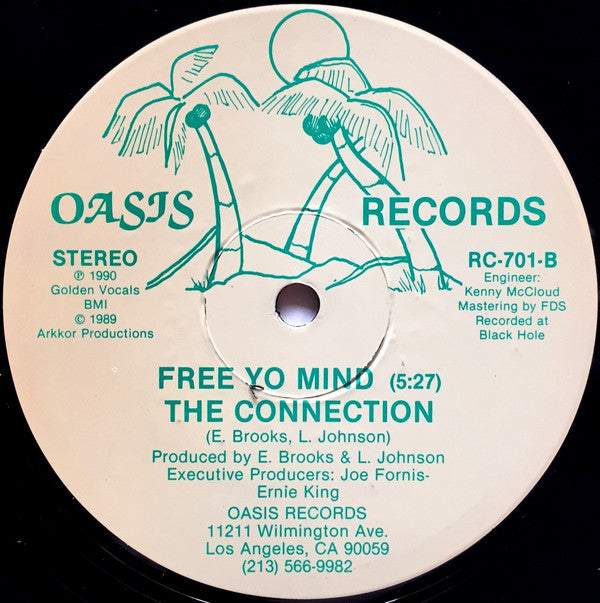 OASIS RECORDS
STEREO
℗ 1990
Golden Vocals
BMI
© 1989
Arkkor Productions
RC-701-B
Engineer:
Kenny McCloud
Mastering by FDS
Recorded at
Black Hole
FREE YO MIND (5:27)
THE CONNECTION
(E. Brooks, L. Johnson)
Produced by E. Brooks & L. Johnson
Executive Producers: Joe Fornis-
Ernie King
OASIS RECORDS
11211 Wilmington Ave.
Los Angeles, CA 90059
(213) 566-9982